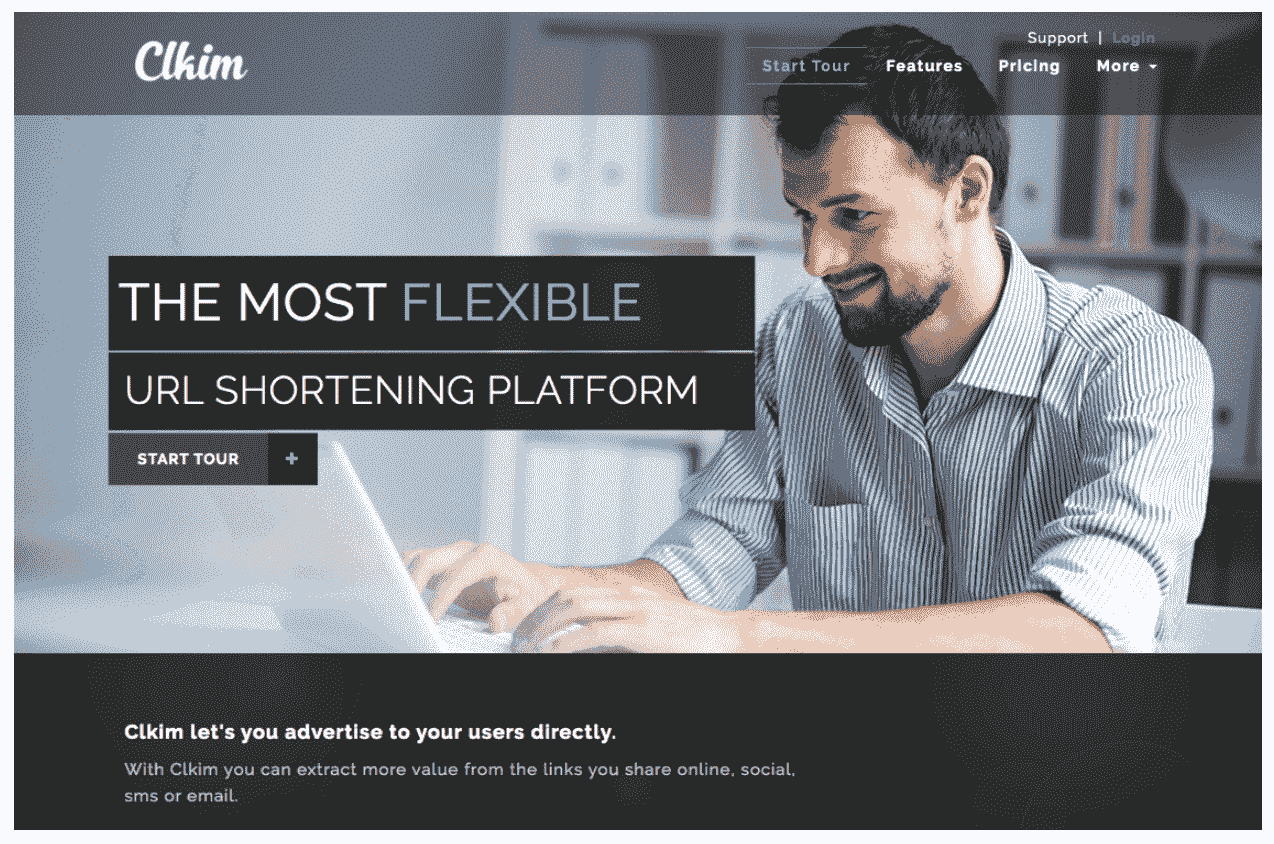 Clkim
Support | Login
Start Tour Features Pricing More
THE MOST FLEXIBLE
URL SHORTENING PLATFORM
START TOUR +
Clkim let's you advertise to your users directly.
With Clkim you can extract more value from the links you share online, social,
sms or email.